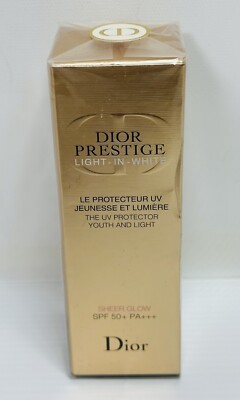 DIOR
PRESTIGE
LIGHT-IN-WHITE
LE PROTECTEUR UV
JEUNESSE ET LUMIÈRE
THE UV PROTECTOR
YOUTH AND LIGHT
SHEER GLOW
SPF 50+ PA+++
Dior